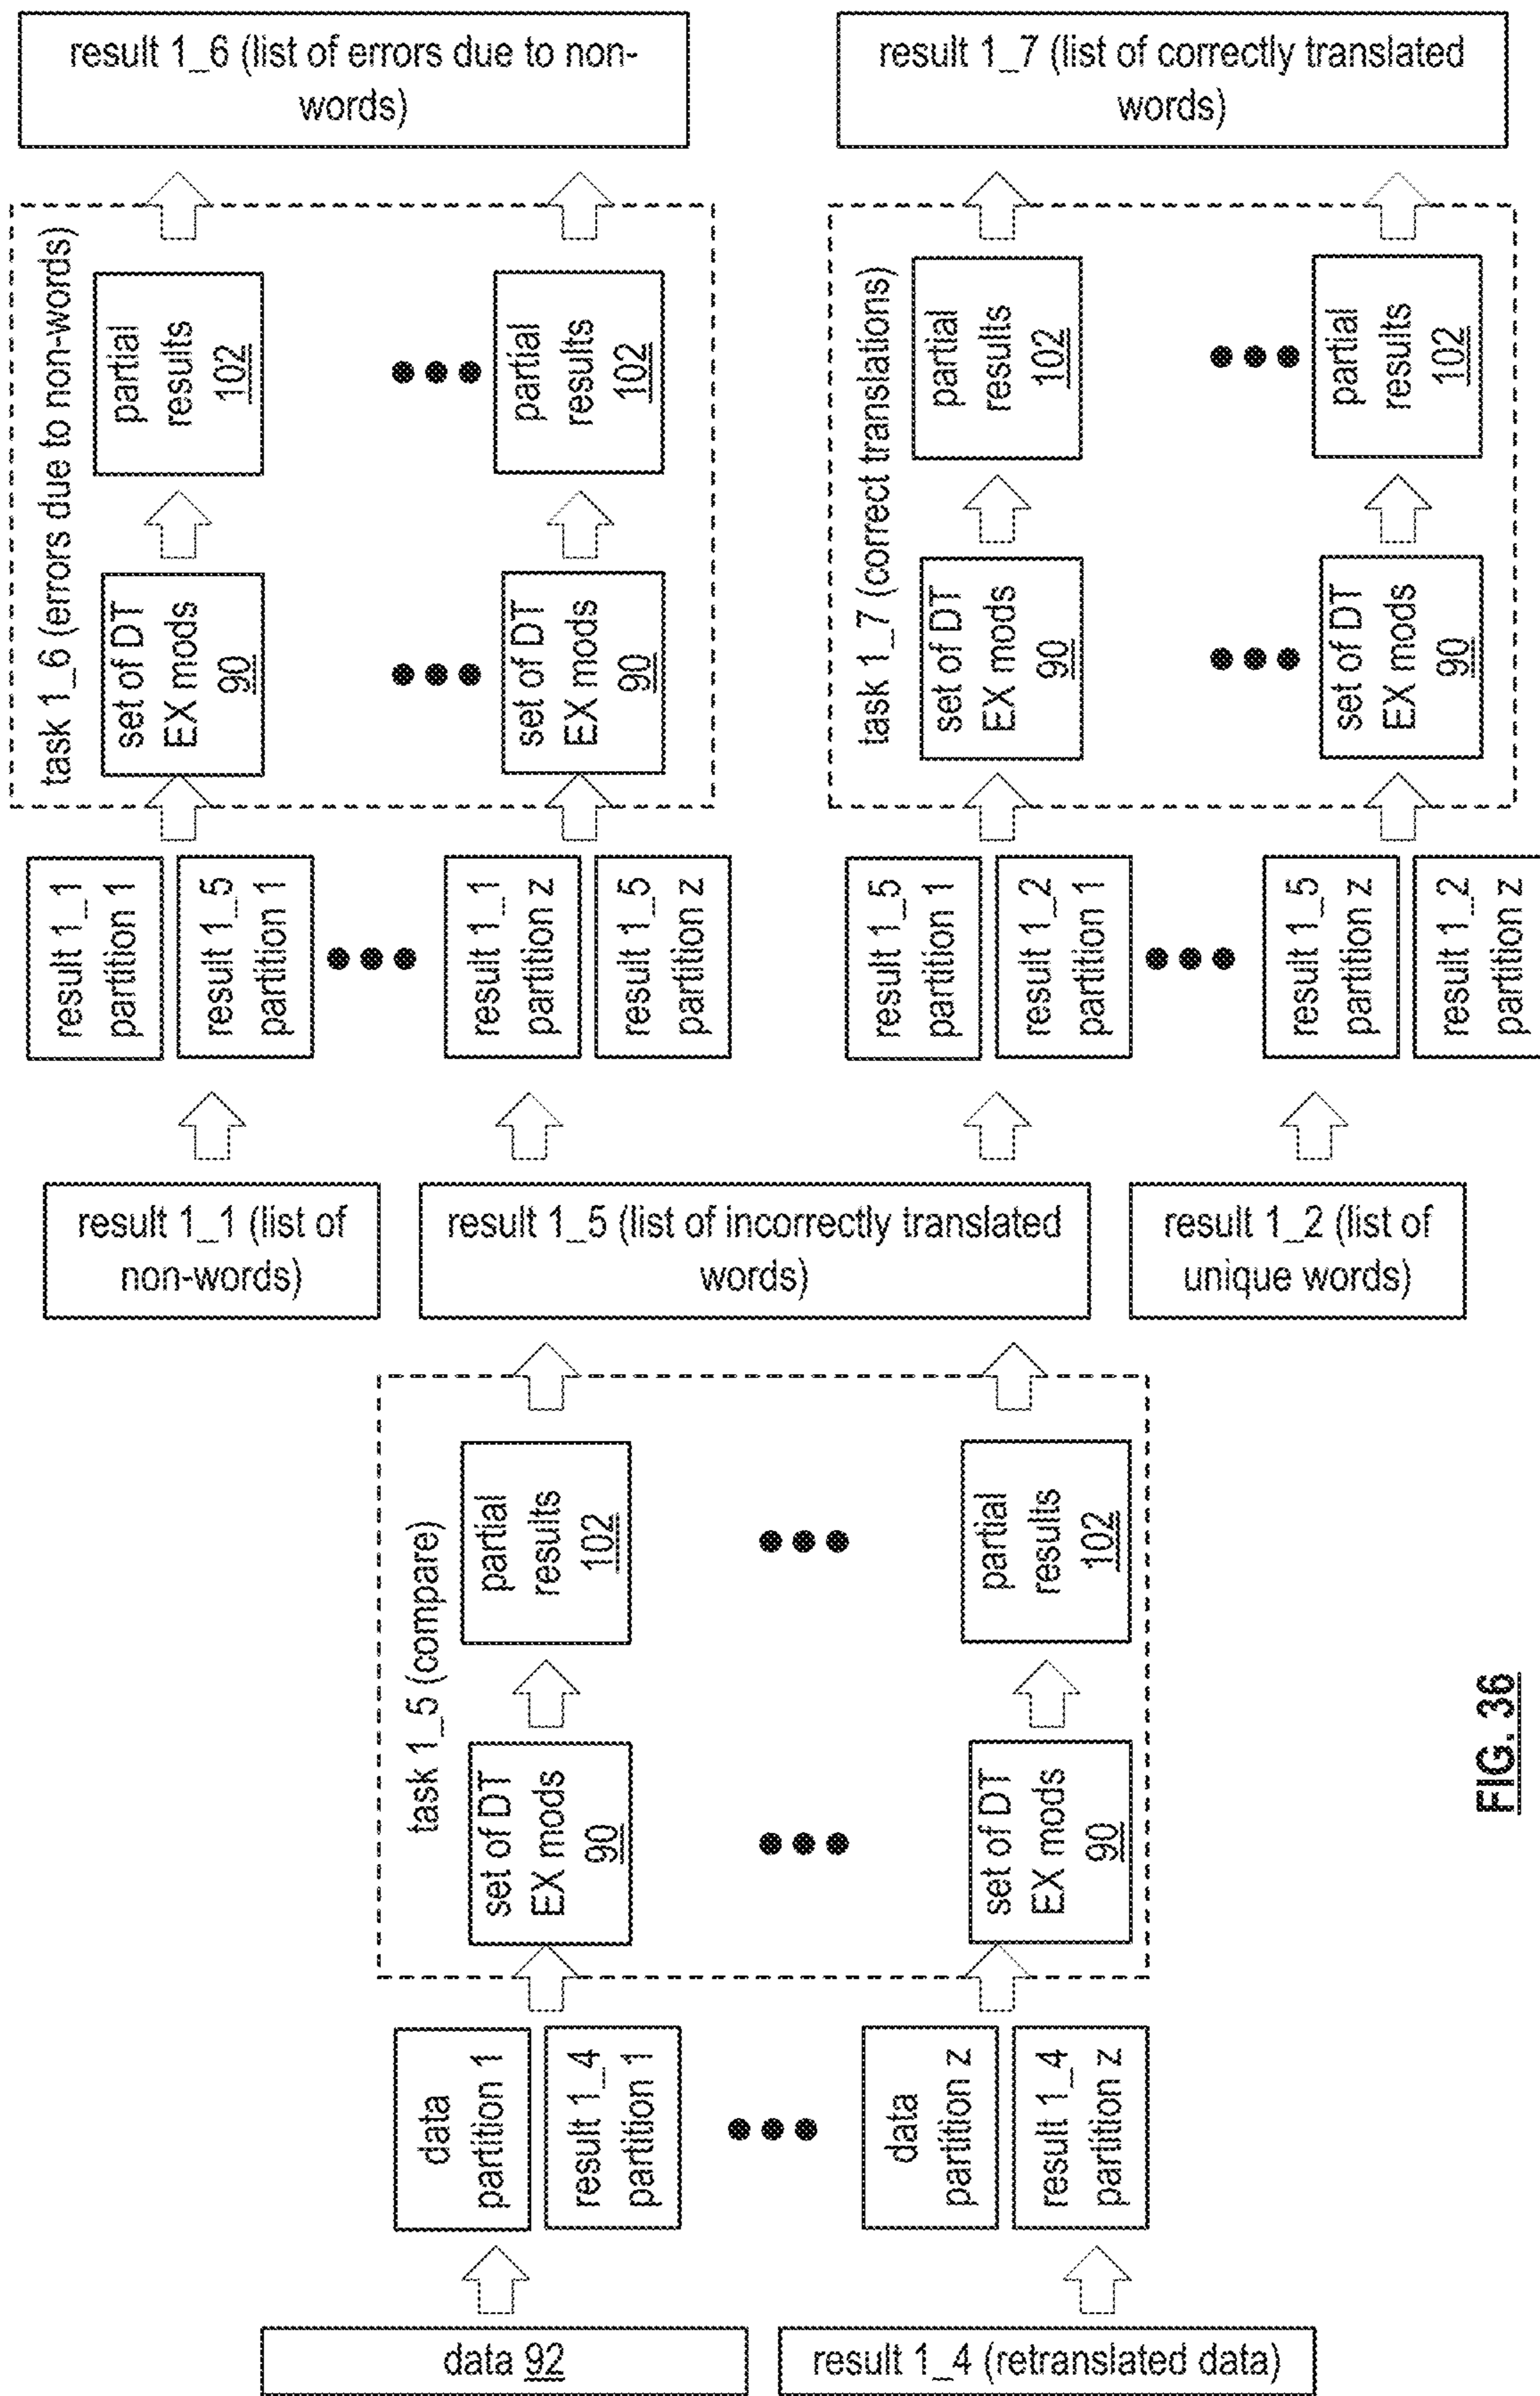 data 92
result 1_4 (retranslated data)
data
partition 1
result 1_4
partition 1
data
partition z
result 1_4
partition z
task 1_5 (compare)
set of DT
EX mods
90
partial
results
102
set of DT
EX mods
90
partial
results
102
result 1_1 (list of
non-words)
result 1_5 (list of incorrectly translated
words)
result 1_2 (list of
unique words)
result 1_1
partition 1
result 1_5
partition 1
result 1_1
partition z
result 1_5
partition z
result 1_5
partition 1
result 1_2
partition 1
result 1_5
partition z
result 1_2
partition z
task 1_6 (errors due to non-words)
set of DT
EX mods
90
partial
results
102
set of DT
EX mods
90
partial
results
102
task 1_7 (correct translations)
set of DT
EX mods
90
partial
results
102
set of DT
EX mods
90
partial
results
102
result 1_6 (list of errors due to non-
words)
result 1_7 (list of correctly translated
words)
FIG. 36